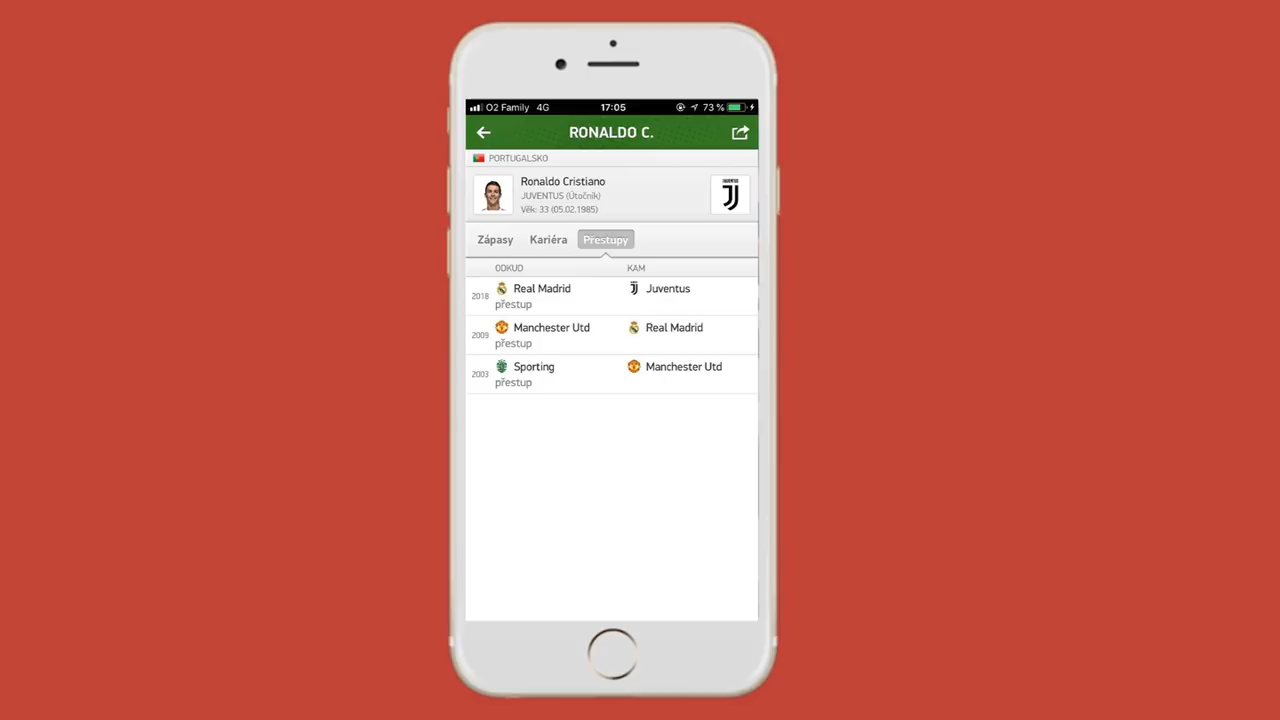 O2 Family 4G 17:05 73 %
RONALDO C.
PORTUGALSKO
Ronaldo Cristiano
JUVENTUS (Útočník)
Věk: 33 (05.02.1985)
JUVENTUS
Zápasy Kariéra Přestupy
ODKUD KAM
2018 Real Madrid Juventus
přestup
2009 Manchester Utd Real Madrid
přestup
2003 Sporting Manchester Utd
přestup